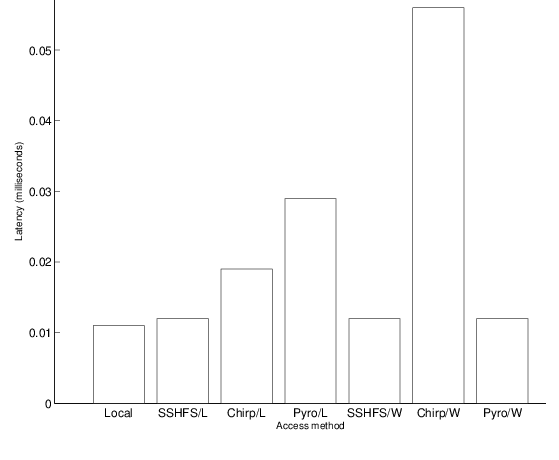 0.05
0.04
0.03
0.02
0.01
0
Latency (milliseconds)
Local SSHFS/L Chirp/L Pyro/L SSHFS/W Chirp/W Pyro/W
Access method